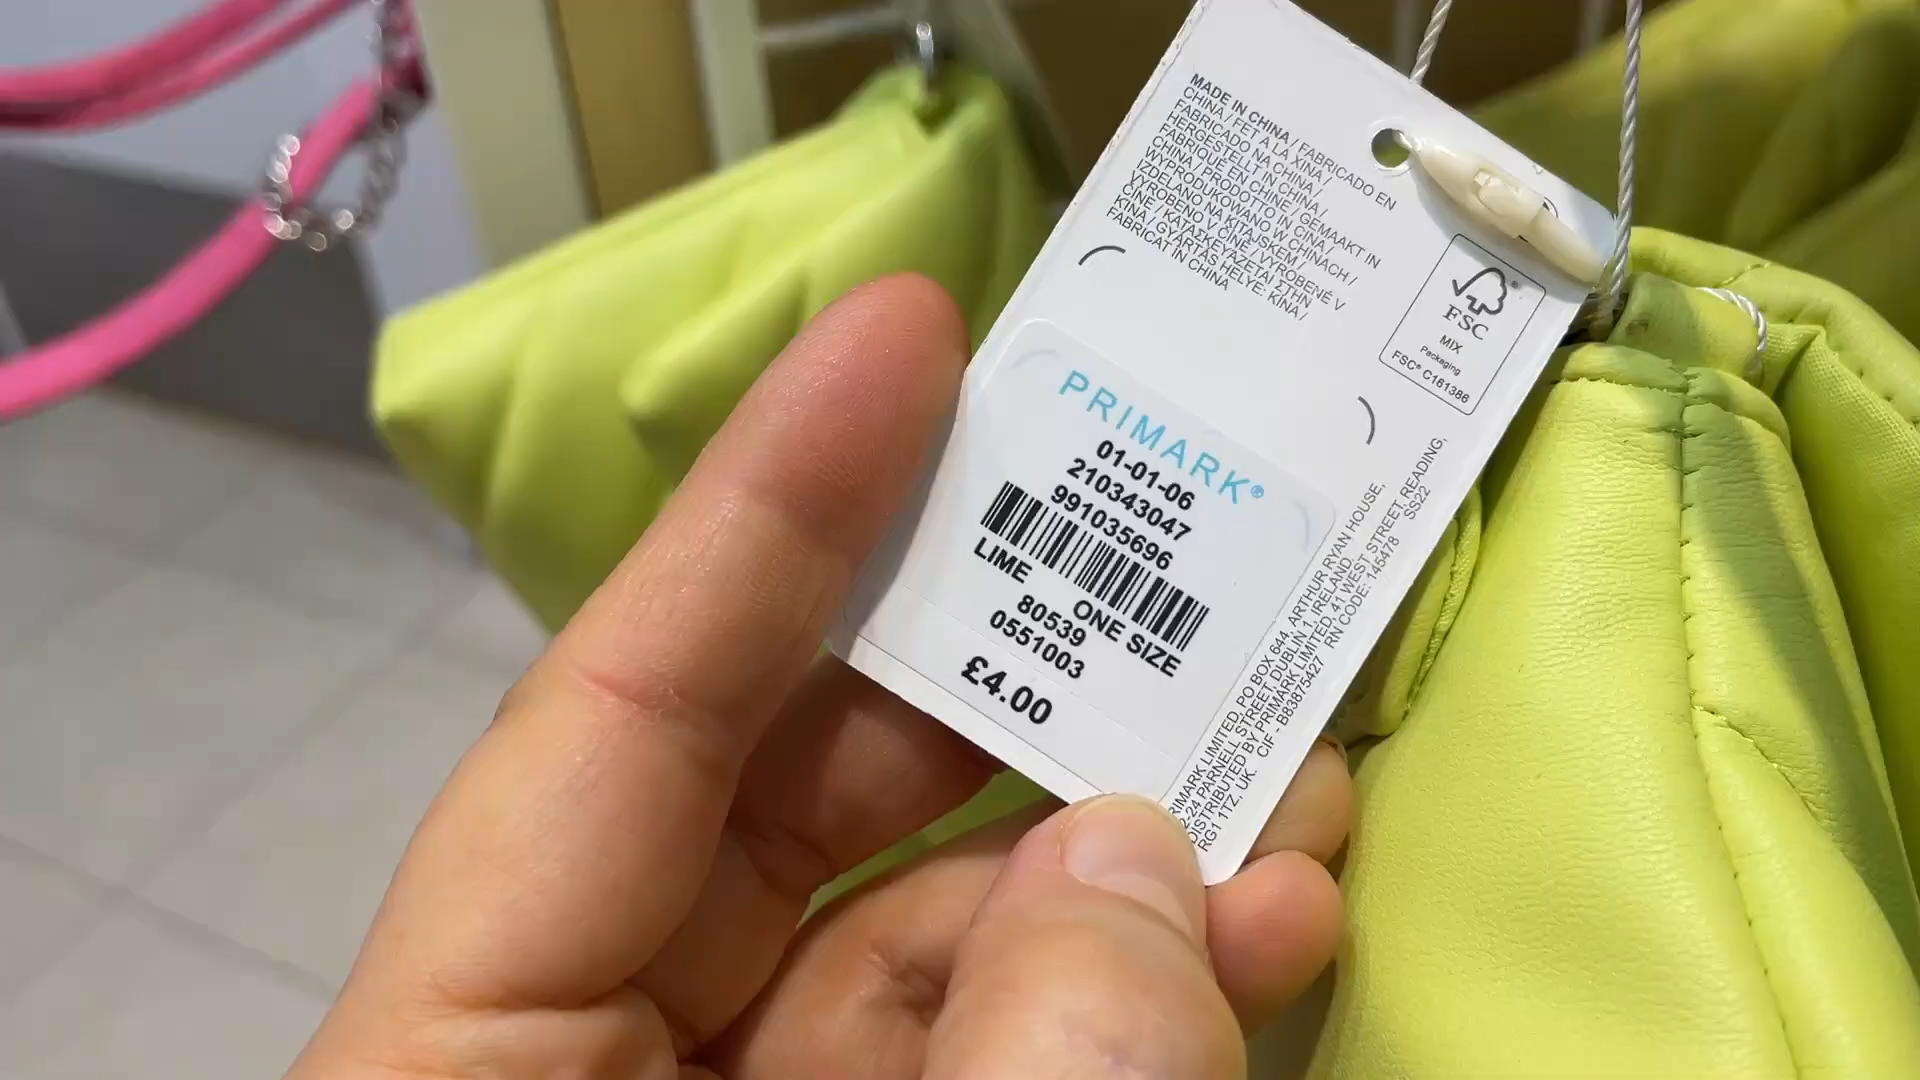 MADE IN CHINA / FABRICADO EN
CHINA / FET A LA XINA /
FABRICADO NA CHINA /
HERGESTELLT IN CHINA /
FABRIQUÉ EN CHINE / GEMAAKT IN
CHINA / PRODOTTO IN CINA /
WYPRODUKOWANO W CHINACH /
IZDELANO NA KITAJSKEM /
VYROBENO V ČÍNĚ / VYROBENÉ V
ČÍNE / ΚΑΤΑΣΚΕΥΑΖΕΤΑΙ ΣΤΗΝ
KINA / GYÁRTÁS HELYE: KÍNA /
FABRICAT IN CHINA
FSC®
MIX
Packaging
FSC® C161386
PRIMARK®
01-01-06
210343047
991035696
LIME
ONE SIZE
80539
0551003
£4.00
PRIMARK LIMITED, PO BOX 644, ARTHUR RYAN HOUSE,
22-24 PARNELL STREET, DUBLIN 1, IRELAND
DISTRIBUTED BY PRIMARK LIMITED, 41 WEST STREET, READING,
RG1 1TZ, UK. CIF - B83875427 RN CODE: 145478 SS22